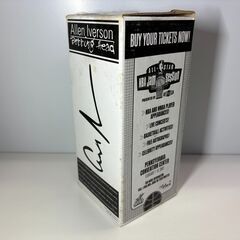 Allen Iverson
Bobbing Head
BUY YOUR TICKETS NOW!
ALL STAR
NBA JAM SESSION
NBA AND WNBA PLAYER
APPEARANCES!
LIVE CONCERTS!
BASKETBALL ACTIVITIES!
FREE AUTOGRAPHS!
CELEBRITY APPEARANCES!
PENNSYLVANIA
CONVENTION CENTER